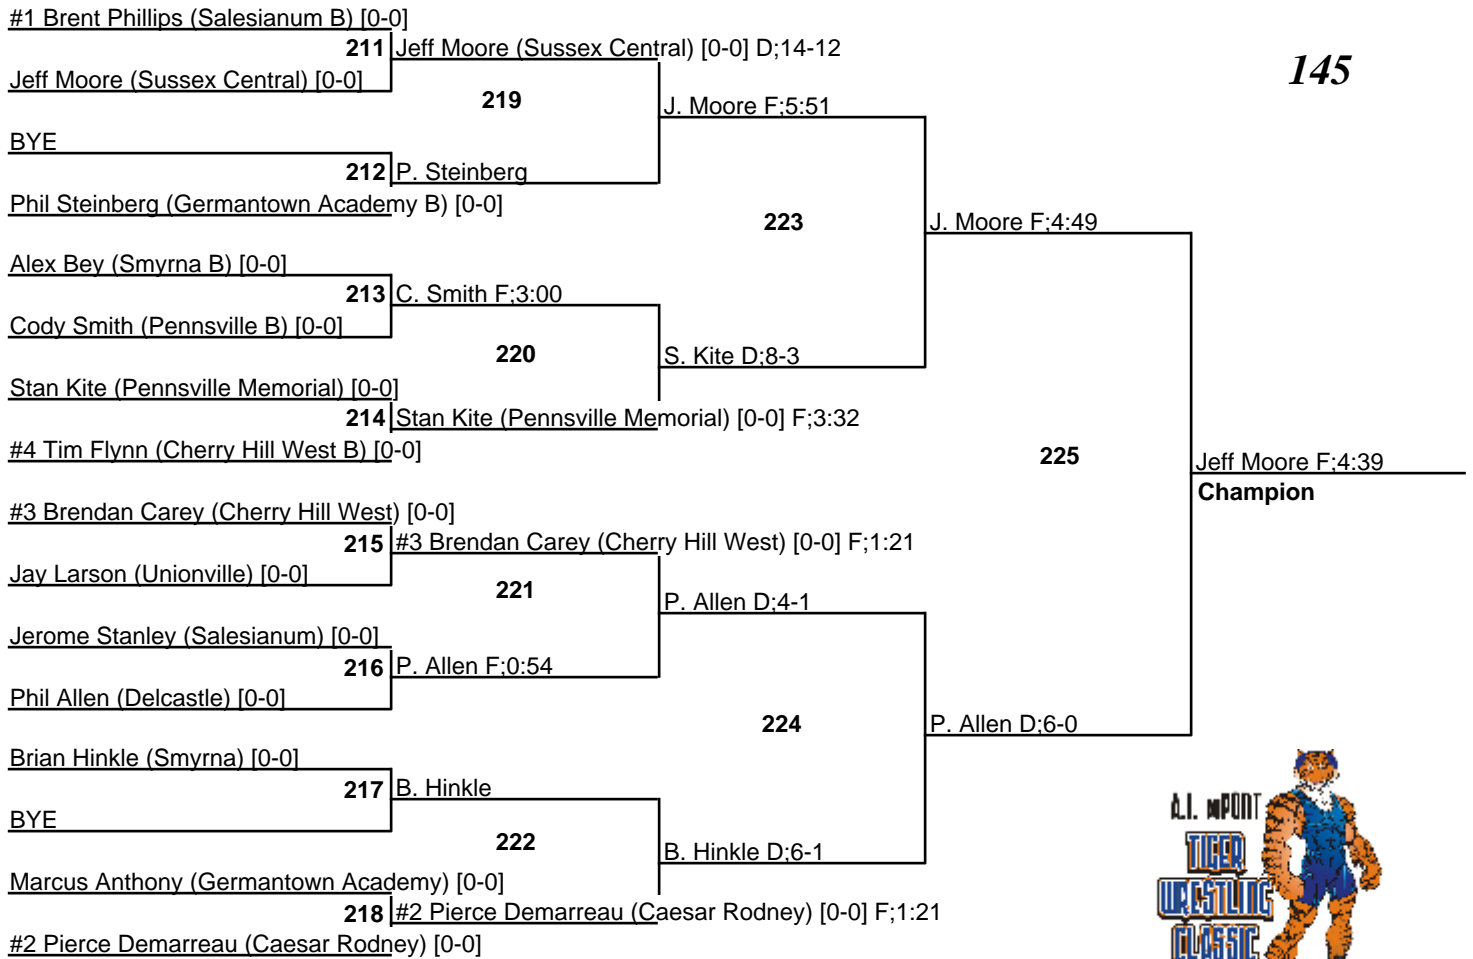 #1 Brent Phillips (Salesianum B) [0-0]
211 Jeff Moore (Sussex Central) [0-0] D;14-12
145
Jeff Moore (Sussex Central) [0-0]
219
J. Moore F;5:51
BYE
212 P. Steinberg
Phil Steinberg (Germantown Academy B) [0-0]
223
J. Moore F;4:49
Alex Bey (Smyrna B) [0-0]
213 C. Smith F;3:00
Cody Smith (Pennsville B) [0-0]
220
S. Kite D;8-3
Stan Kite (Pennsville Memorial) [0-0]
214 Stan Kite (Pennsville Memorial) [0-0] F;3:32
#4 Tim Flynn (Cherry Hill West B) [0-0]
225
Jeff Moore F;4:39
Champion
#3 Brendan Carey (Cherry Hill West) [0-0]
215 #3 Brendan Carey (Cherry Hill West) [0-0] F;1:21
Jay Larson (Unionville) [0-0]
221
P. Allen D;4-1
Jerome Stanley (Salesianum) [0-0]
216 P. Allen F;0:54
Phil Allen (Delcastle) [0-0]
224
P. Allen D;6-0
Brian Hinkle (Smyrna) [0-0]
217 B. Hinkle
BYE
222
B. Hinkle D;6-1
Marcus Anthony (Germantown Academy) [0-0]
218 #2 Pierce Demarreau (Caesar Rodney) [0-0] F;1:21
#2 Pierce Demarreau (Caesar Rodney) [0-0]
A.I. duPONT
TIGER
WRESTLING
CLASSIC